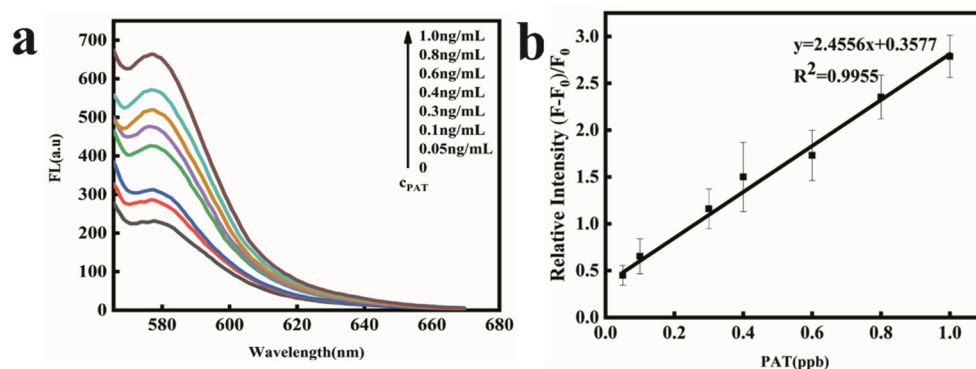 a
700
600
500
400
300
200
100
0
FL(a.u)
580
600
620
640
660
680
Wavelength(nm)
1.0ng/mL
0.8ng/mL
0.6ng/mL
0.4ng/mL
0.3ng/mL
0.1ng/mL
0.05ng/mL
0
cPAT
b
3.0
2.5
2.0
1.5
1.0
0.5
0.0
Relative Intensity (F-F0)/F0
0.0
0.2
0.4
0.6
0.8
1.0
PAT(ppb)
y=2.4556x+0.3577
R²=0.9955